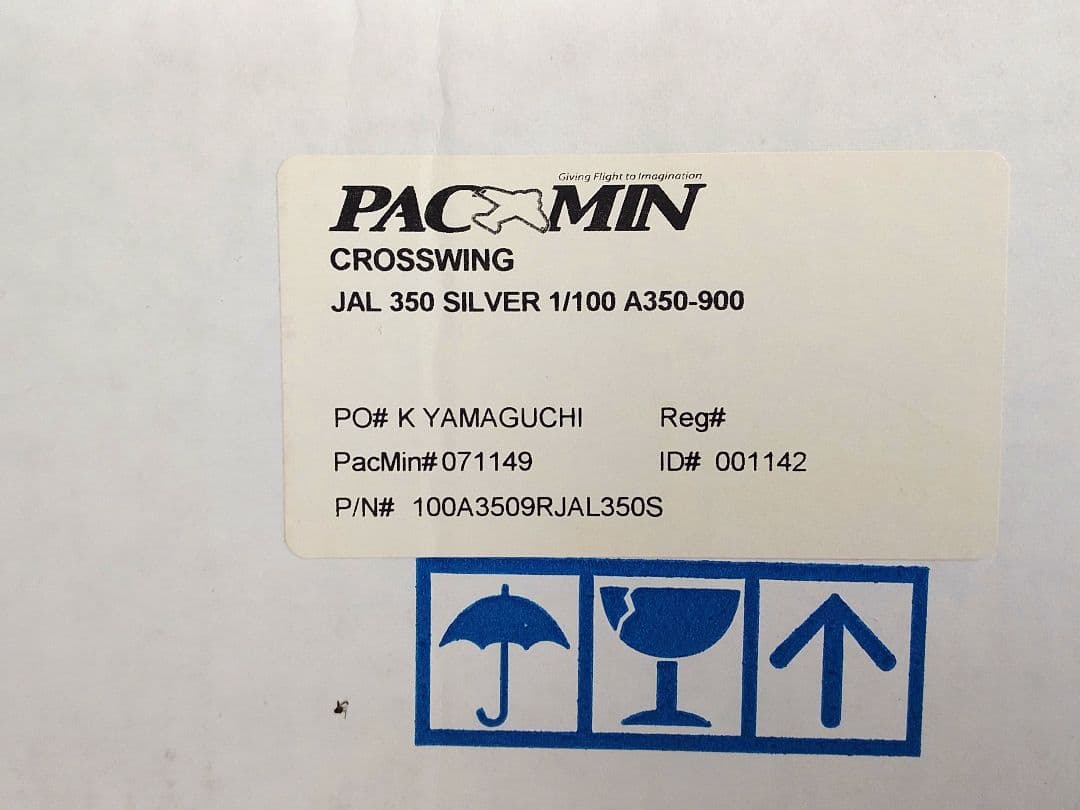 Giving Flight to Imagination
PACMIN
CROSSWING
JAL 350 SILVER 1/100 A350-900
PO# K YAMAGUCHI Reg#
PacMin# 071149 ID# 001142
P/N# 100A3509RJAL350S